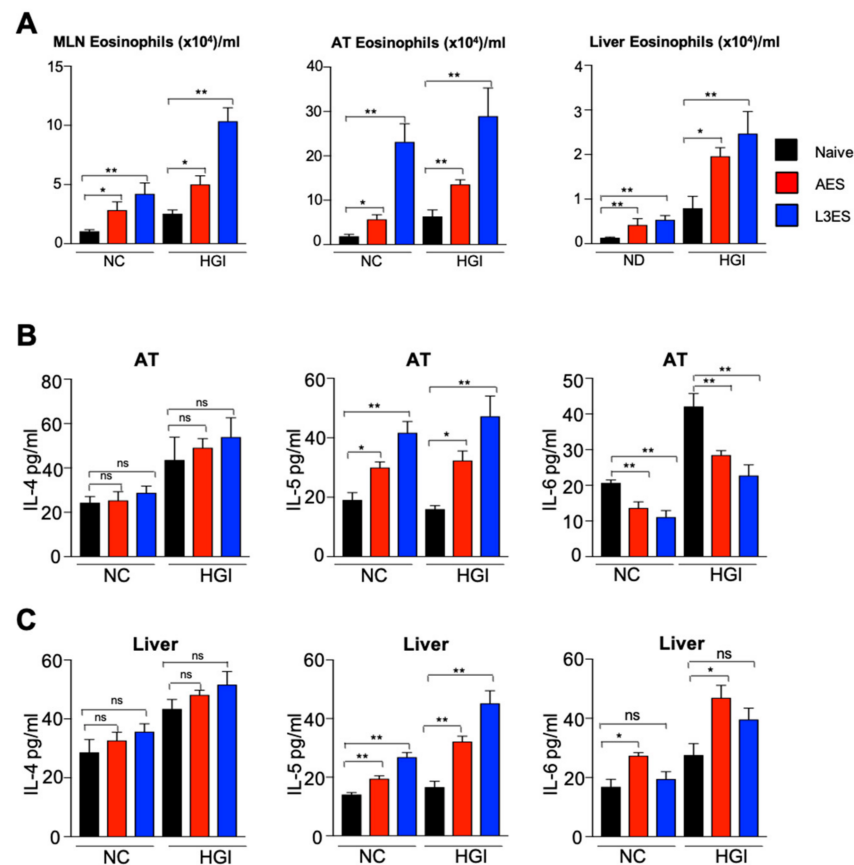 A
MLN Eosinophils (x10⁴)/ml
15
10
5
0
**
*
**
*
NC
HGI
AT Eosinophils (x10⁴)/ml
40
30
20
10
0
**
*
**
**
NC
HGI
Liver Eosinophils (x10⁴)/ml
4
3
2
1
0
**
**
**
*
ND
HGI
Naive
AES
L3ES
B
AT
IL-4 pg/ml
80
60
40
20
0
ns
ns
ns
ns
NC
HGI
AT
IL-5 pg/ml
60
40
20
0
**
*
**
*
NC
HGI
AT
IL-6 pg/ml
50
40
30
20
10
0
**
**
**
**
NC
HGI
C
Liver
IL-4 pg/ml
60
40
20
0
ns
ns
ns
ns
NC
HGI
Liver
IL-5 pg/ml
60
40
20
0
**
**
**
**
NC
HGI
Liver
IL-6 pg/ml
60
40
20
0
ns
*
ns
*
NC
HGI